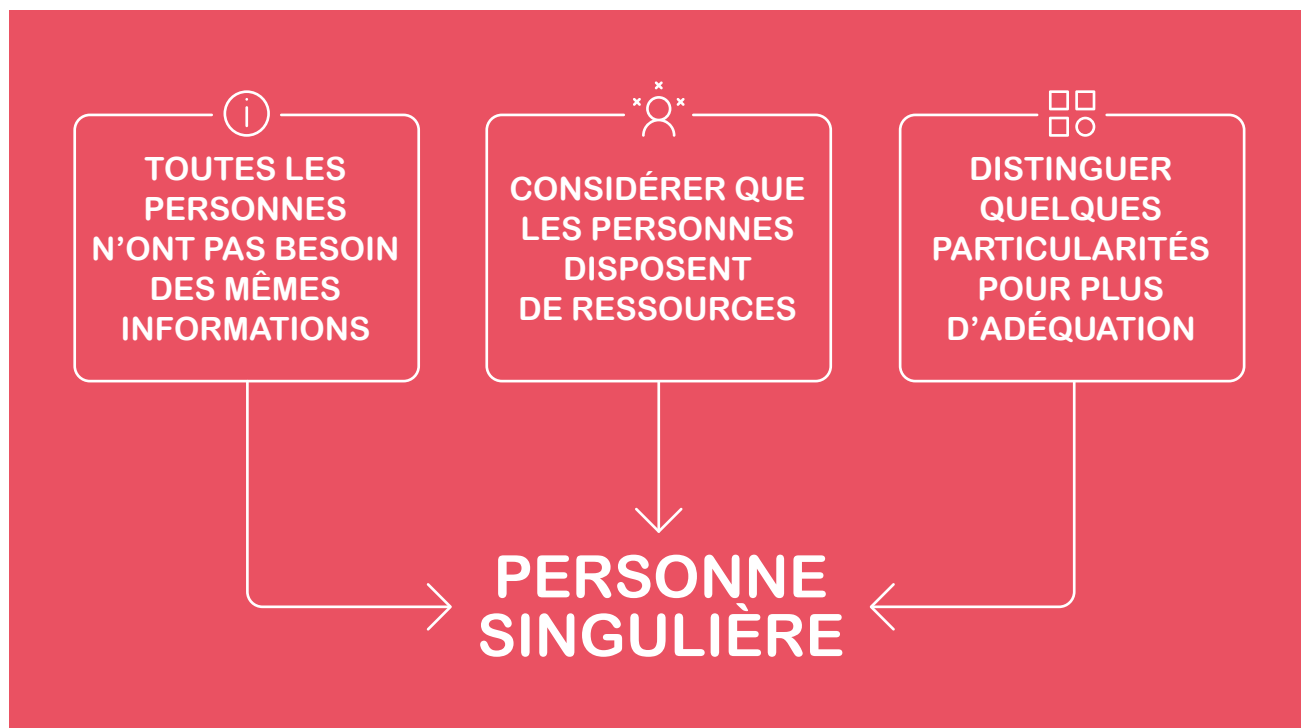 TOUTES LES
PERSONNES
N’ONT PAS BESOIN
DES MÊMES
INFORMATIONS
CONSIDÉRER QUE
LES PERSONNES
DISPOSENT
DE RESSOURCES
DISTINGUER
QUELQUES
PARTICULARITÉS
POUR PLUS
D’ADÉQUATION
PERSONNE
SINGULIÈRE